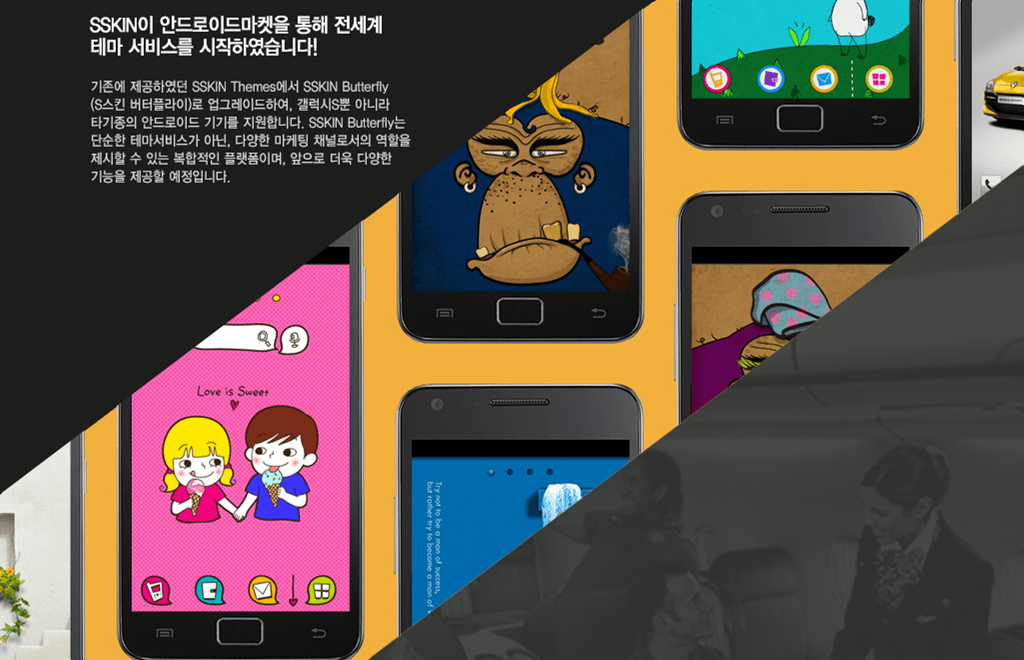 SSKIN이 안드로이드마켓을 통해 전세계
테마 서비스를 시작하였습니다!
기존에 제공하였던 SSKIN Themes에서 SSKIN Butterfly
(S스킨 버터플라이)로 업그레이드하여, 갤럭시S뿐 아니라
타기종의 안드로이드 기기를 지원합니다. SSKIN Butterfly는
단순한 테마서비스가 아닌, 다양한 마케팅 채널로서의 역할을
제시할 수 있는 복합적인 플랫폼이며, 앞으로 더욱 다양한
기능을 제공할 예정입니다.
Love is Sweet
Try not to be a man of success,
but rather try to become a man of